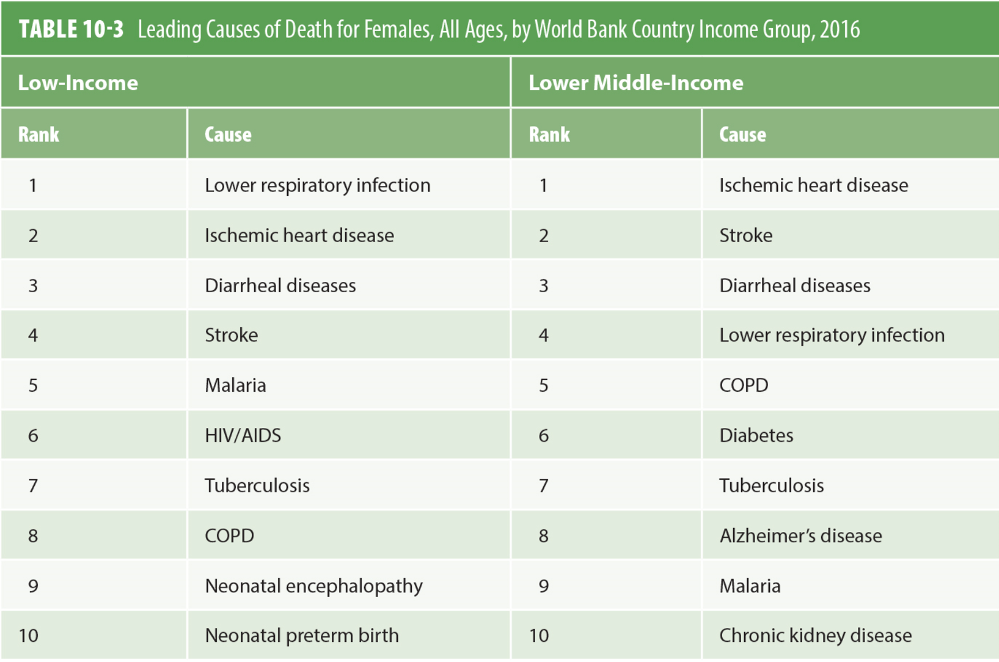 TABLE 10-3 Leading Causes of Death for Females, All Ages, by World Bank Country Income Group, 2016
Low-Income Lower Middle-Income
Rank Cause Rank Cause
1 Lower respiratory infection 1 Ischemic heart disease
2 Ischemic heart disease 2 Stroke
3 Diarrheal diseases 3 Diarrheal diseases
4 Stroke 4 Lower respiratory infection
5 Malaria 5 COPD
6 HIV/AIDS 6 Diabetes
7 Tuberculosis 7 Tuberculosis
8 COPD 8 Alzheimer’s disease
9 Neonatal encephalopathy 9 Malaria
10 Neonatal preterm birth 10 Chronic kidney disease